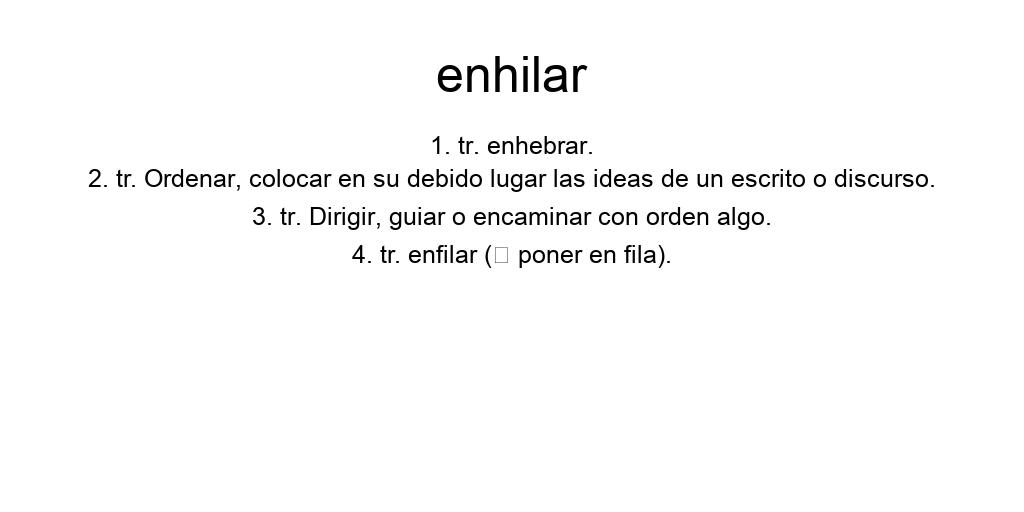 enhilar
1. tr. enhebrar.
2. tr. Ordenar, colocar en su debido lugar las ideas de un escrito o discurso.
3. tr. Dirigir, guiar o encaminar con orden algo.
4. tr. enfilar (□ poner en fila).